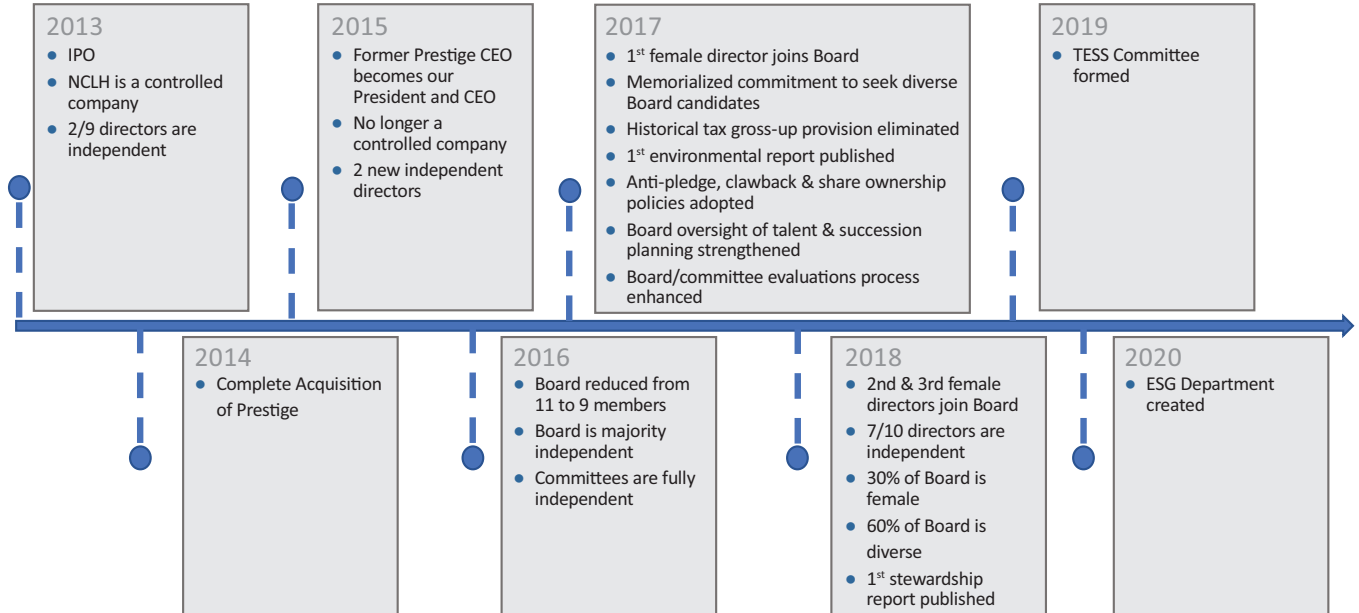 2013
IPO
NCLH is a controlled
company
2/9 directors are
independent
2015
Former Prestige CEO
becomes our
President and CEO
No longer a
controlled company
2 new independent
directors
2017
1st female director joins Board
Memorialized commitment to seek diverse
Board candidates
Historical tax gross-up provision eliminated
1st environmental report published
Anti-pledge, clawback & share ownership
policies adopted
Board oversight of talent & succession
planning strengthened
Board/committee evaluations process
enhanced
2019
TESS Committee
formed
2014
Complete Acquisition
of Prestige
2016
Board reduced from
11 to 9 members
Board is majority
independent
Committees are fully
independent
2018
2nd & 3rd female
directors join Board
7/10 directors are
independent
30% of Board is
female
60% of Board is
diverse
1st stewardship
report published
2020
ESG Department
created